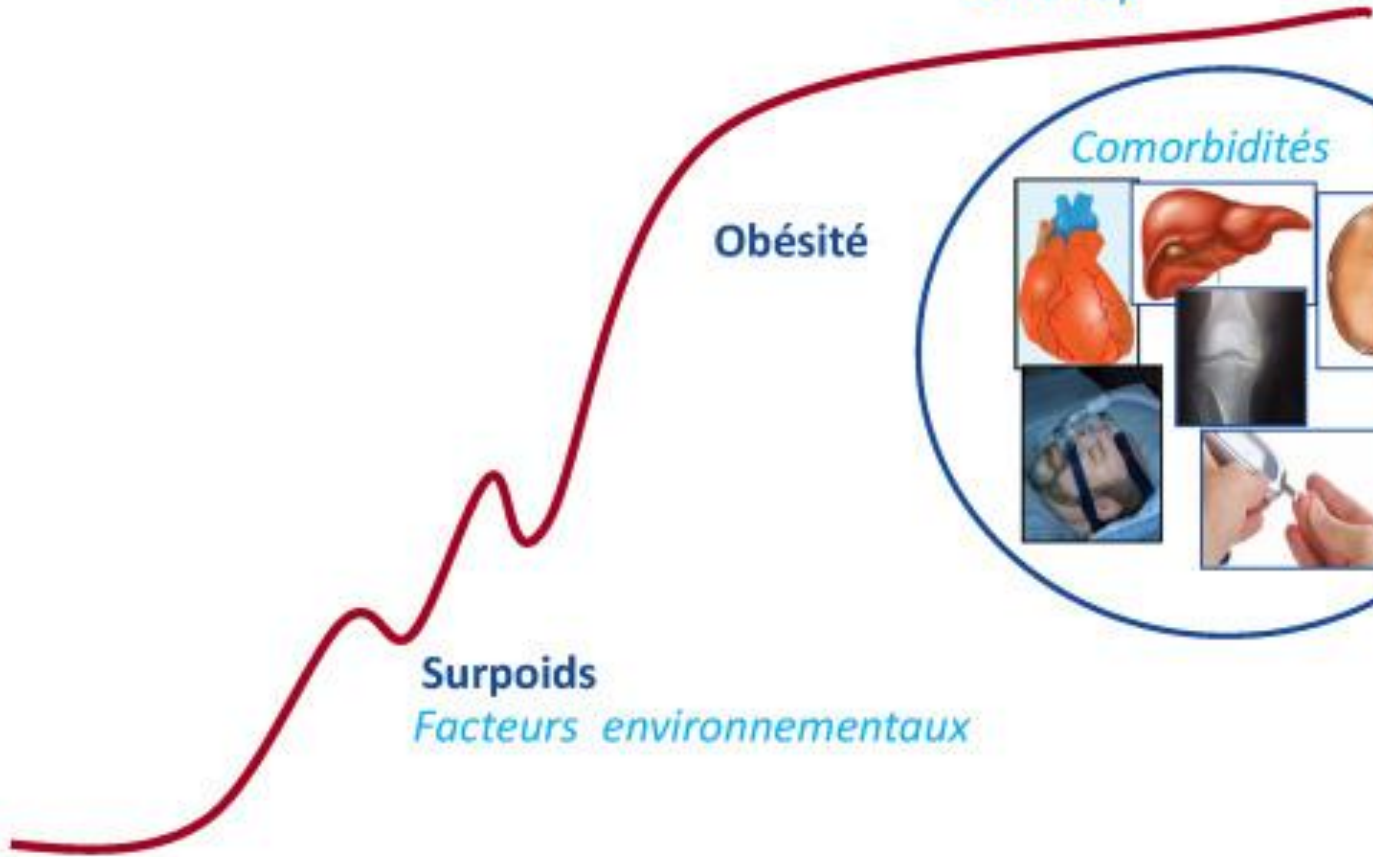 Comorbidités
Obésité
Surpoids
Facteurs environnementaux